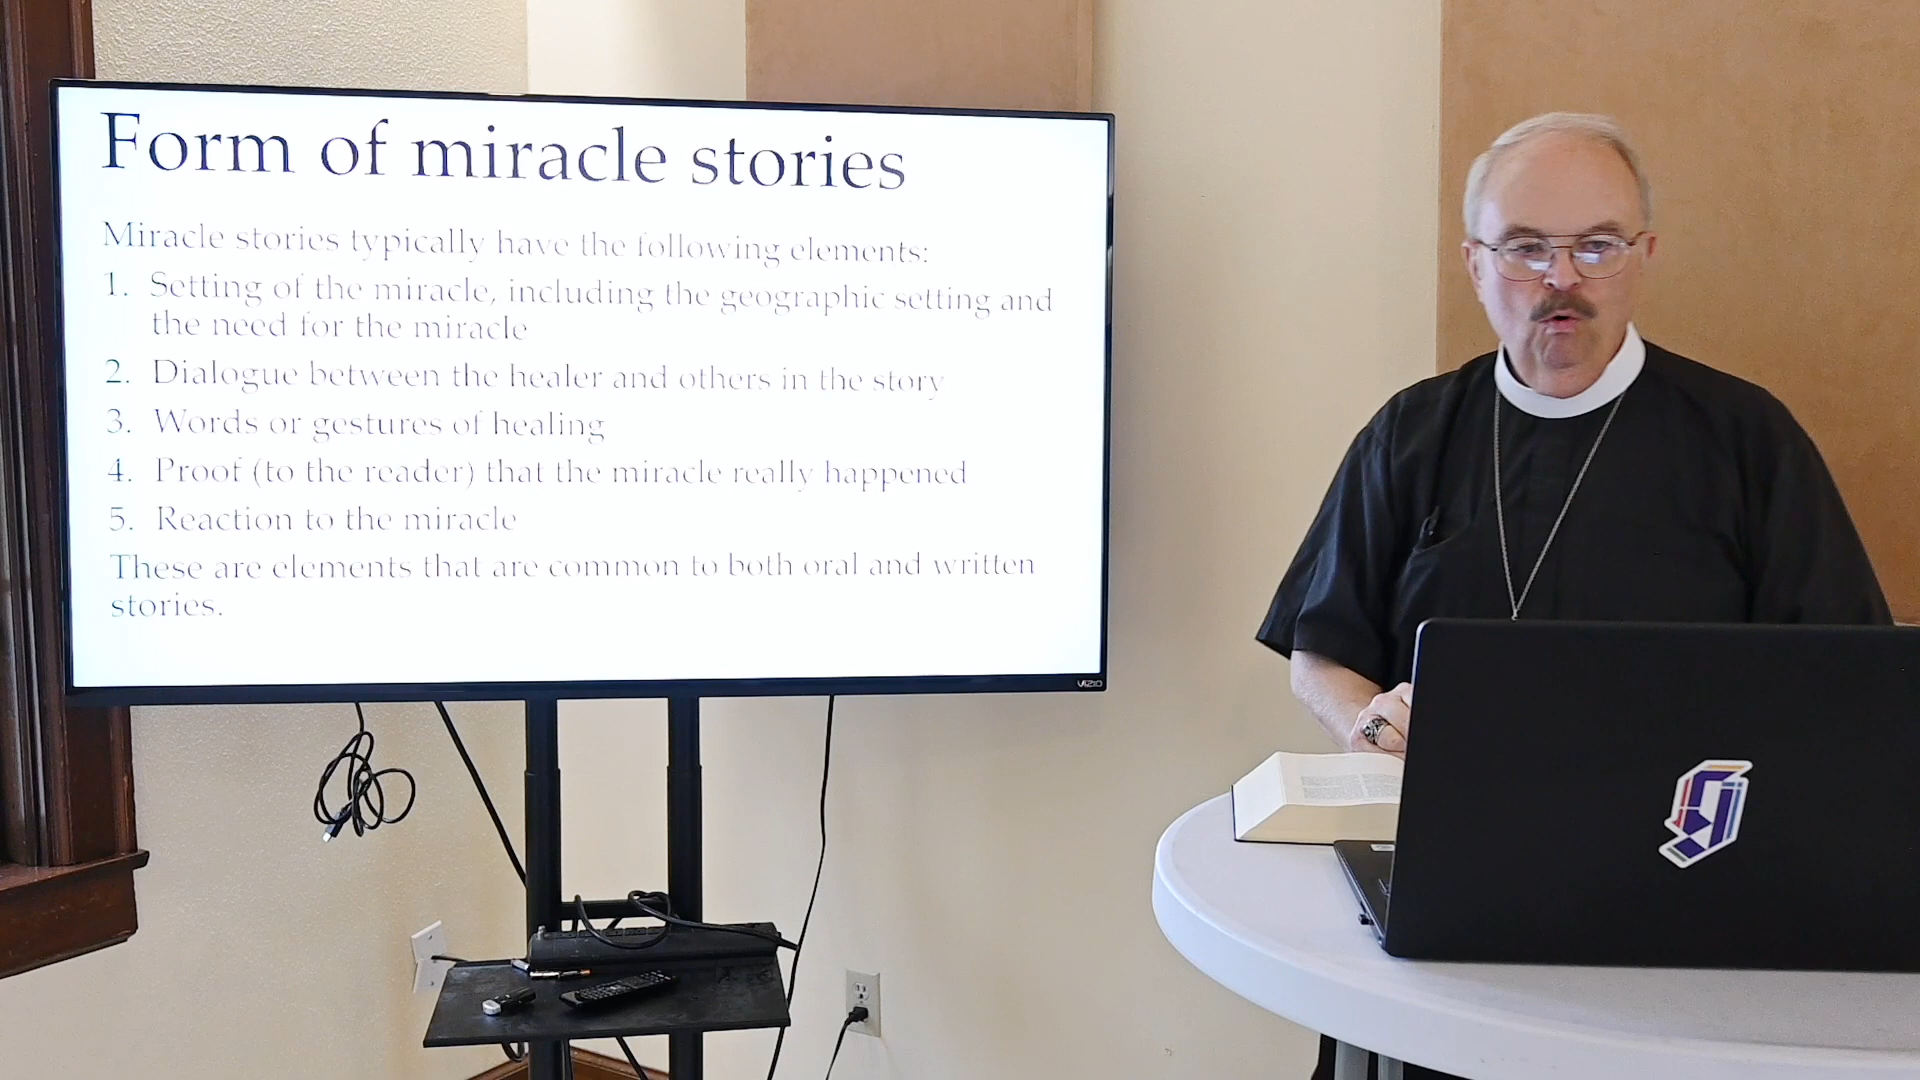 Form of miracle stories
Miracle stories typically have the following elements:
1. Setting of the miracle, including the geographic setting and
the need for the miracle
2. Dialogue between the healer and others in the story
3. Words or gestures of healing
4. Proof (to the reader) that the miracle really happened
5. Reaction to the miracle
These are elements that are common to both oral and written
stories.
VIZIO